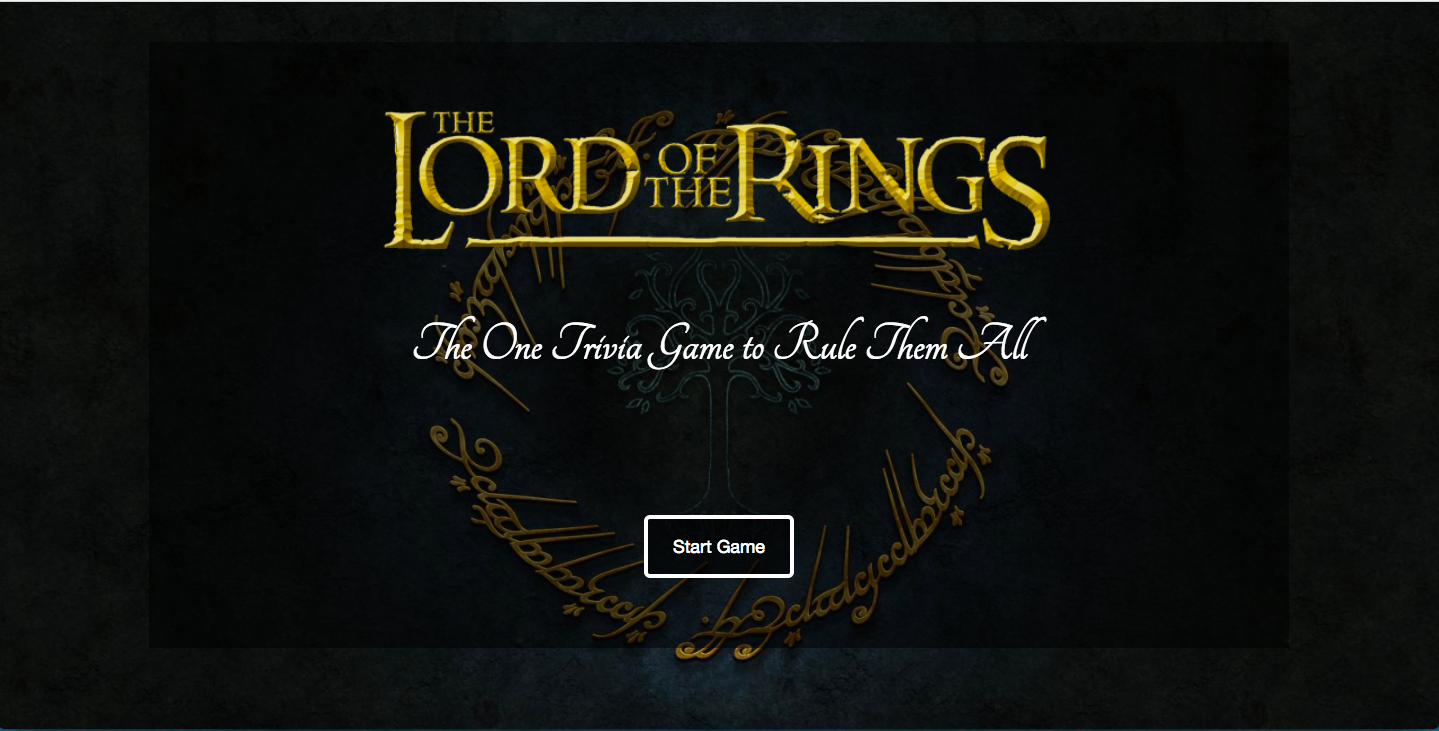 THE LORD OF THE RINGS
The One Trivia Game to Rule Them All
Start Game